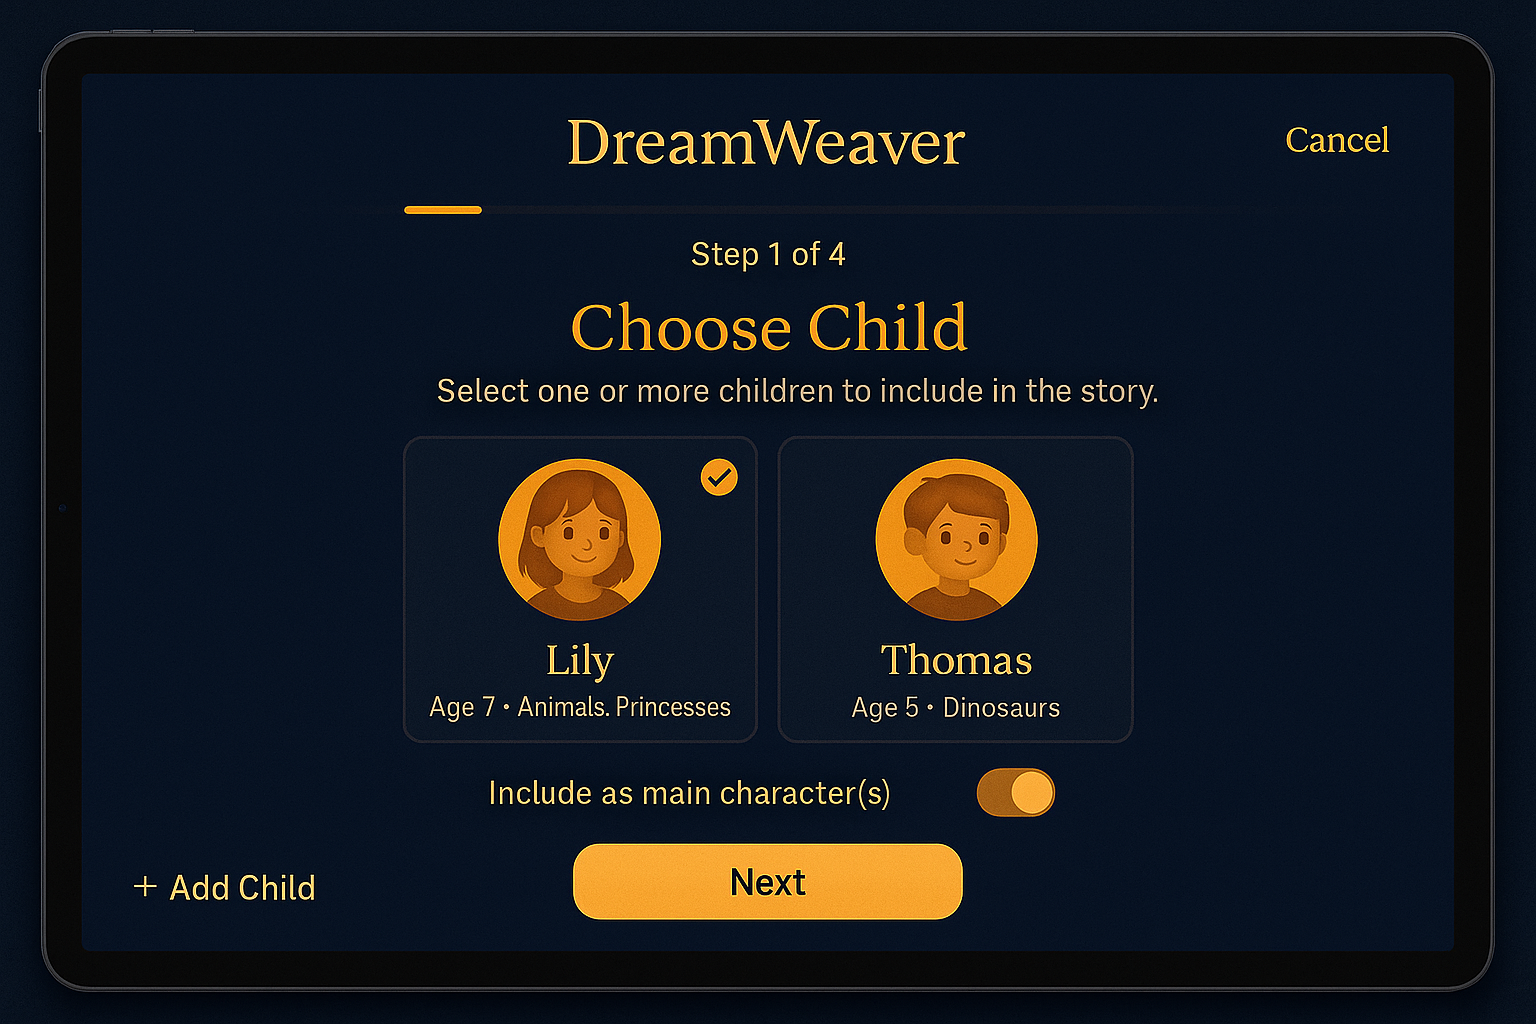 DreamWeaver
Cancel
Step 1 of 4
Choose Child
Select one or more children to include in the story.
Lily
Age 7 • Animals. Princesses
Thomas
Age 5 • Dinosaurs
Include as main character(s)
+ Add Child
Next